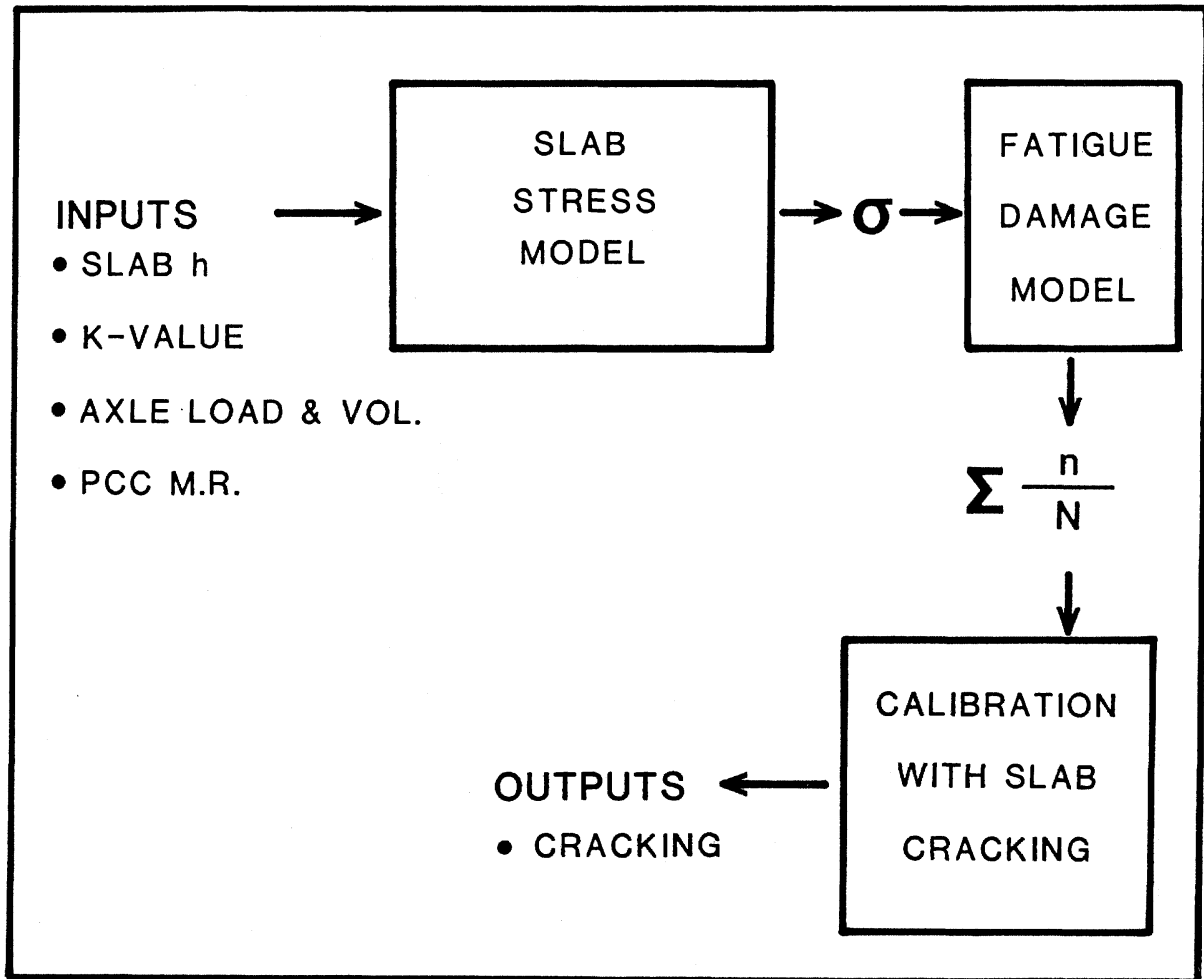 INPUTS
• SLAB h
• K-VALUE
• AXLE LOAD & VOL.
• PCC M.R.
SLAB
STRESS
MODEL
σ
FATIGUE
DAMAGE
MODEL
Σ n
N
CALIBRATION
WITH SLAB
CRACKING
OUTPUTS
• CRACKING